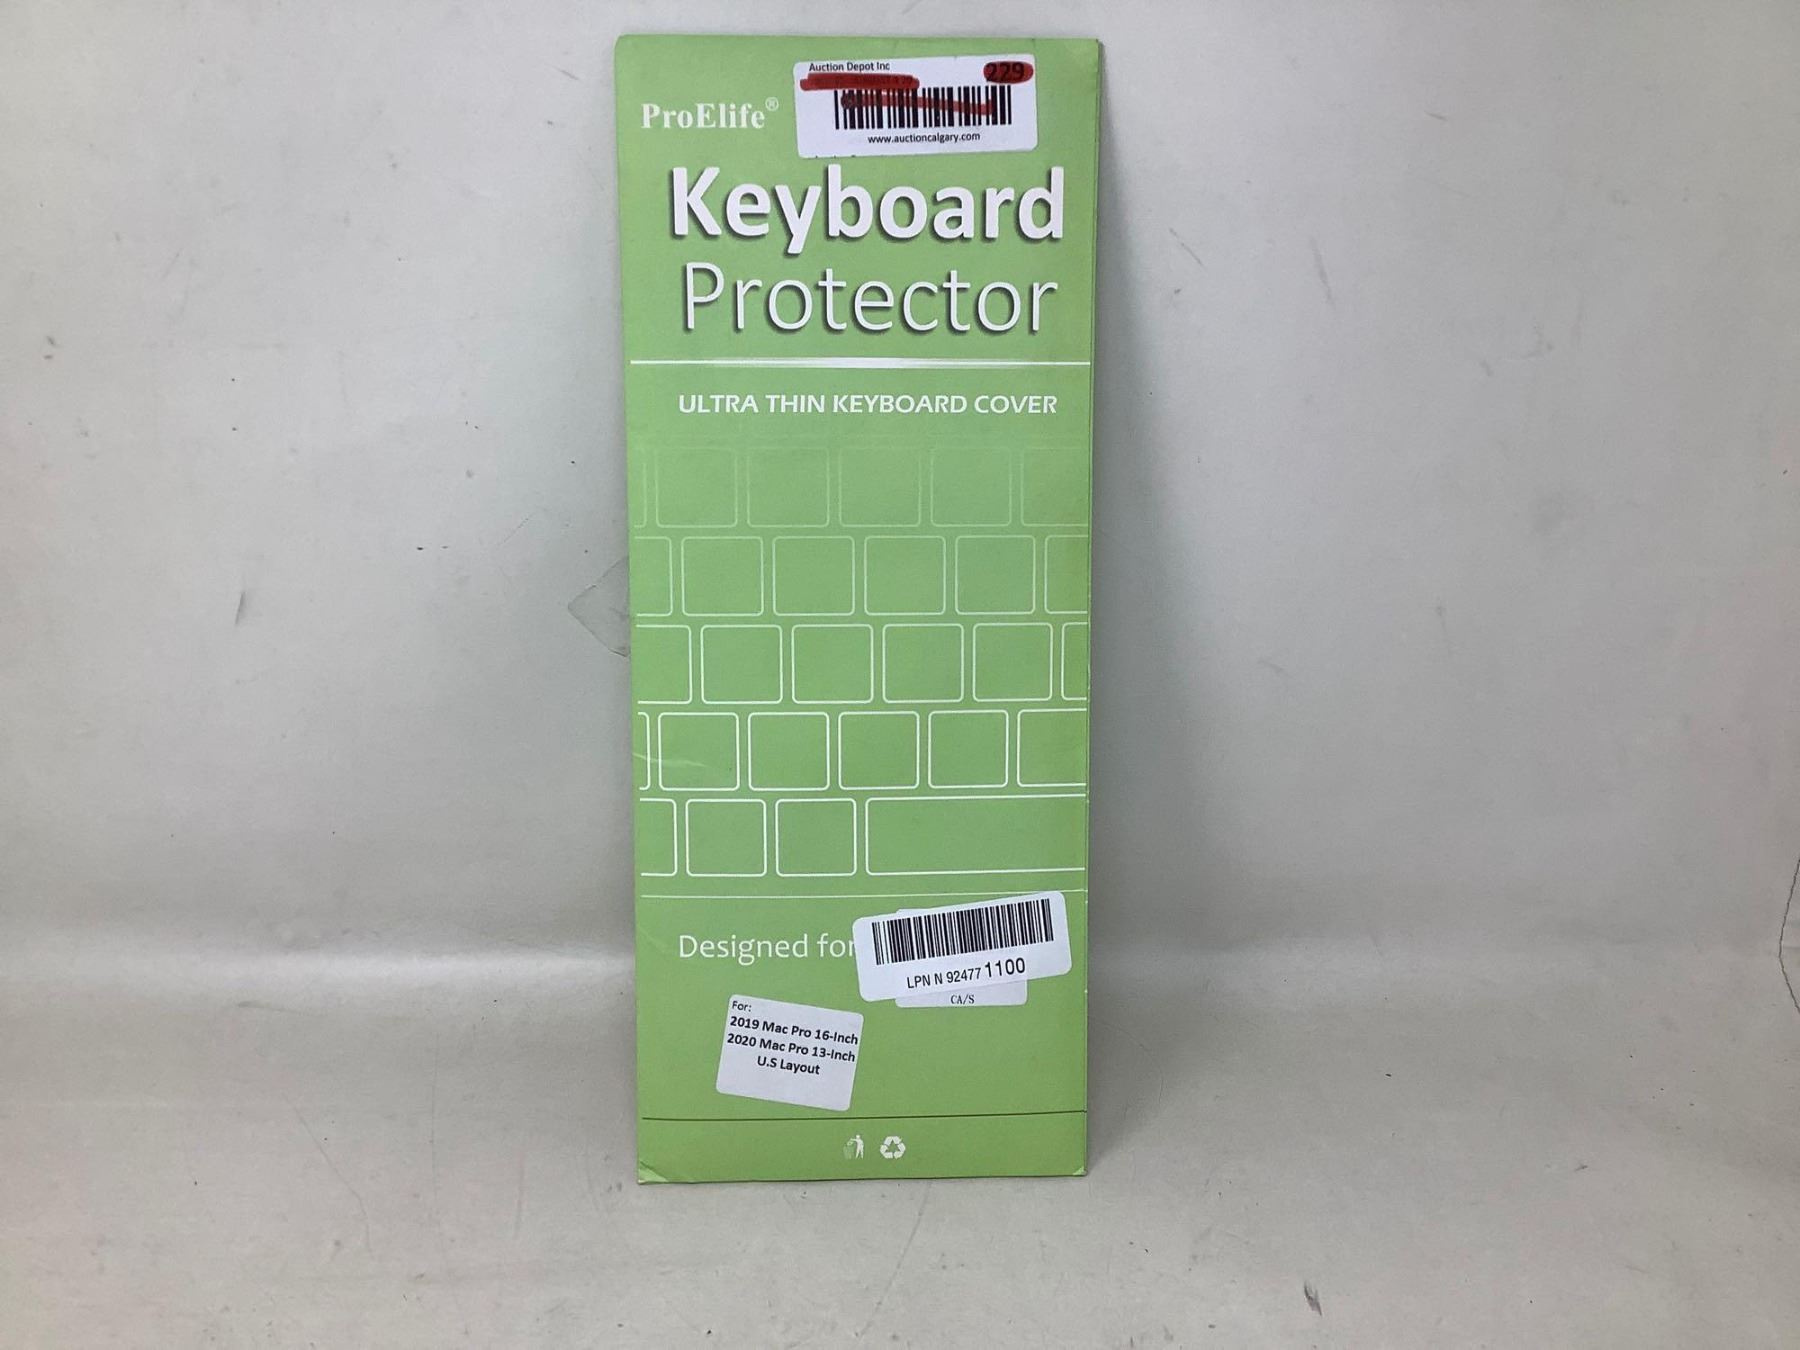 Auction Depot Inc
229
www.auctioncalgary.com
ProElife®
Keyboard
Protector
ULTRA THIN KEYBOARD COVER
Designed for
LPN N 92477 1100
CA/S
For:
2019 Mac Pro 16-Inch
2020 Mac Pro 13-Inch
U.S Layout